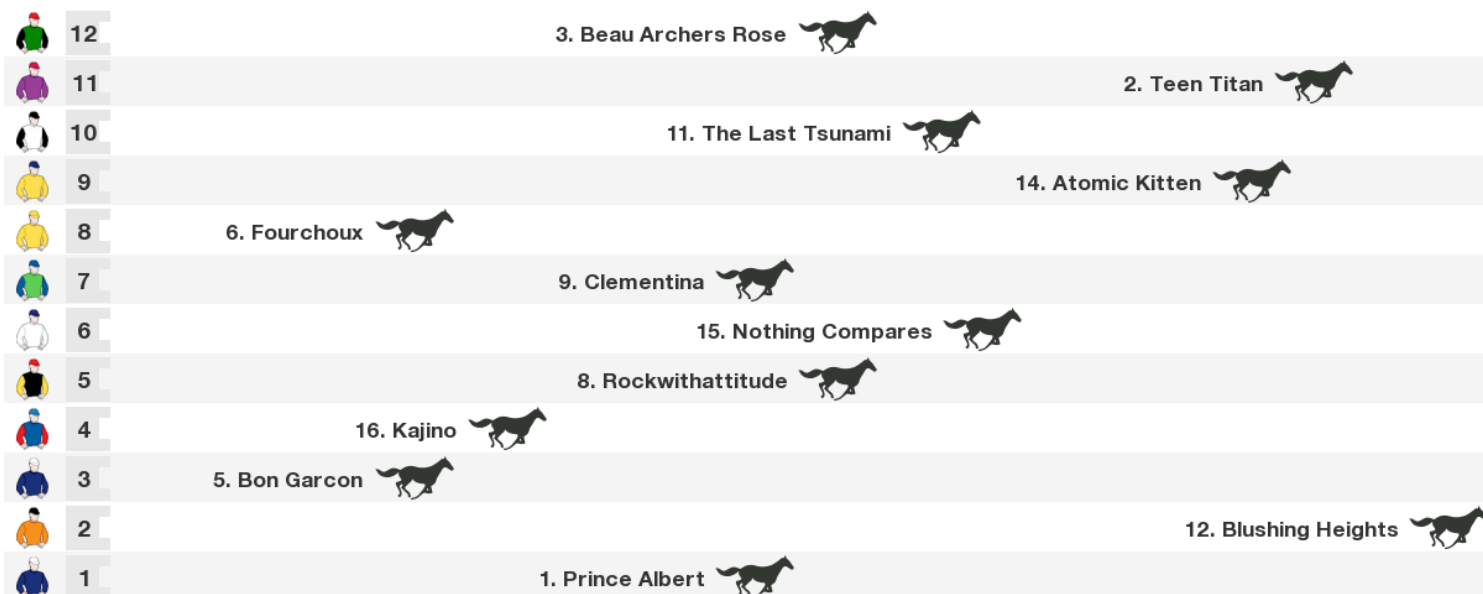 12 3. Beau Archers Rose
11 2. Teen Titan
10 11. The Last Tsunami
9 14. Atomic Kitten
8 6. Fourchoux
7 9. Clementina
6 15. Nothing Compares
5 8. Rockwithattitude
4 16. Kajino
3 5. Bon Garcon
2 12. Blushing Heights
1 1. Prince Albert